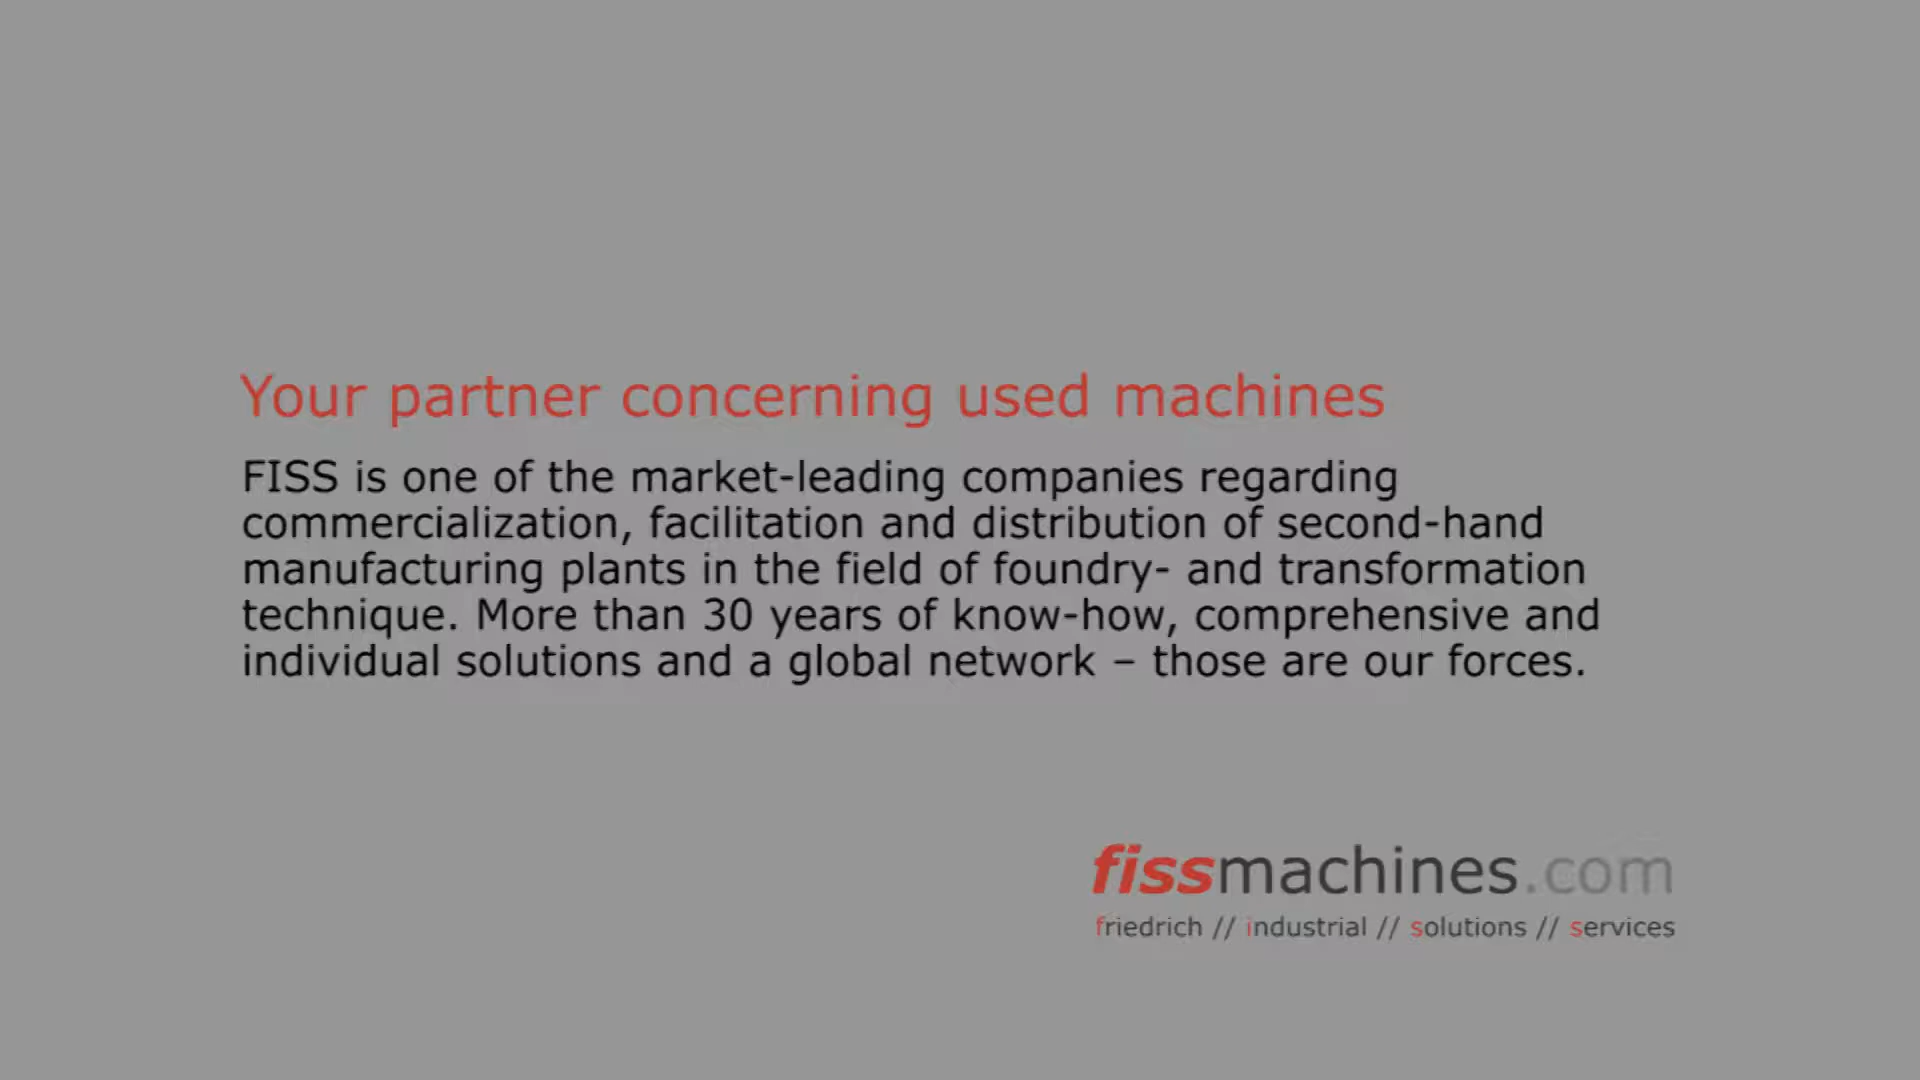 Your partner concerning used machines
FISS is one of the market-leading companies regarding
commercialization, facilitation and distribution of second-hand
manufacturing plants in the field of foundry- and transformation
technique. More than 30 years of know-how, comprehensive and
individual solutions and a global network – those are our forces.
fissmachines.com
friedrich // industrial // solutions // services